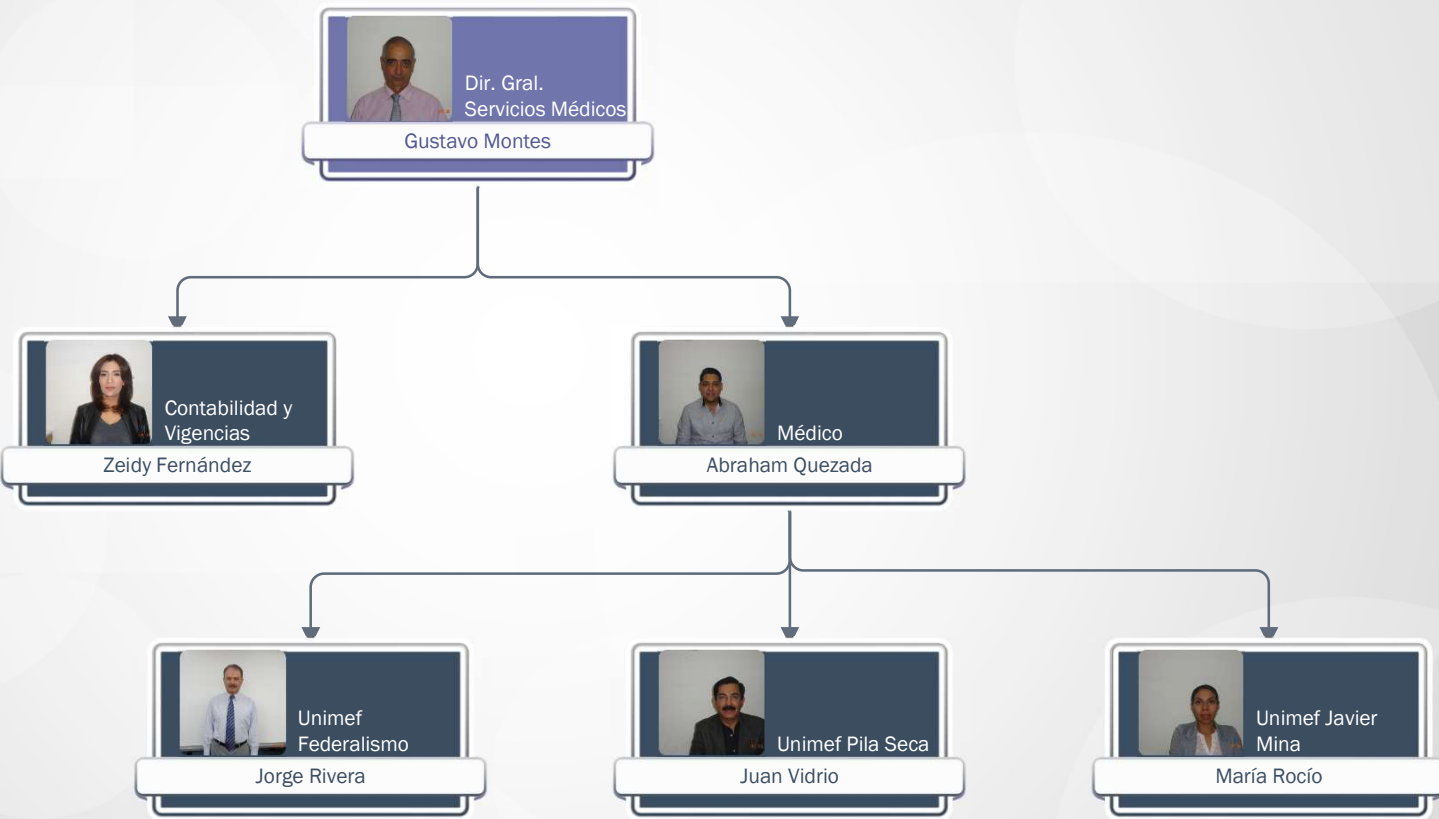 Dir. Gral.
Servicios Médicos
Gustavo Montes
Contabilidad y
Vigencias
Zeidy Fernández
Médico
Abraham Quezada
Unimef
Federalismo
Jorge Rivera
Unimef Pila Seca
Juan Vidrio
Unimef Javier
Mina
María Rocío